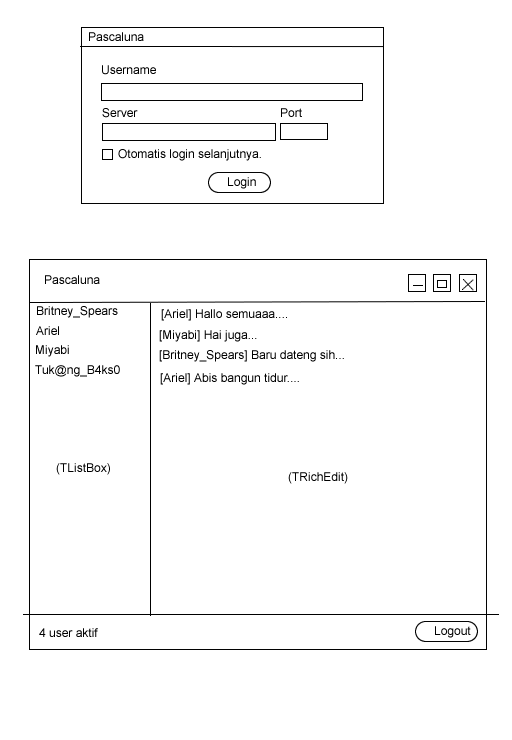 Pascaluna
Username
Server Port
Otomatis login selanjutnya.
Login
Pascaluna
Britney_Spears
Ariel
Miyabi
Tuk@ng_B4ks0
(TListBox)
[Ariel] Hallo semuaaa....
[Miyabi] Hai juga...
[Britney_Spears] Baru dateng sih...
[Ariel] Abis bangun tidur....
(TRichEdit)
4 user aktif
Logout